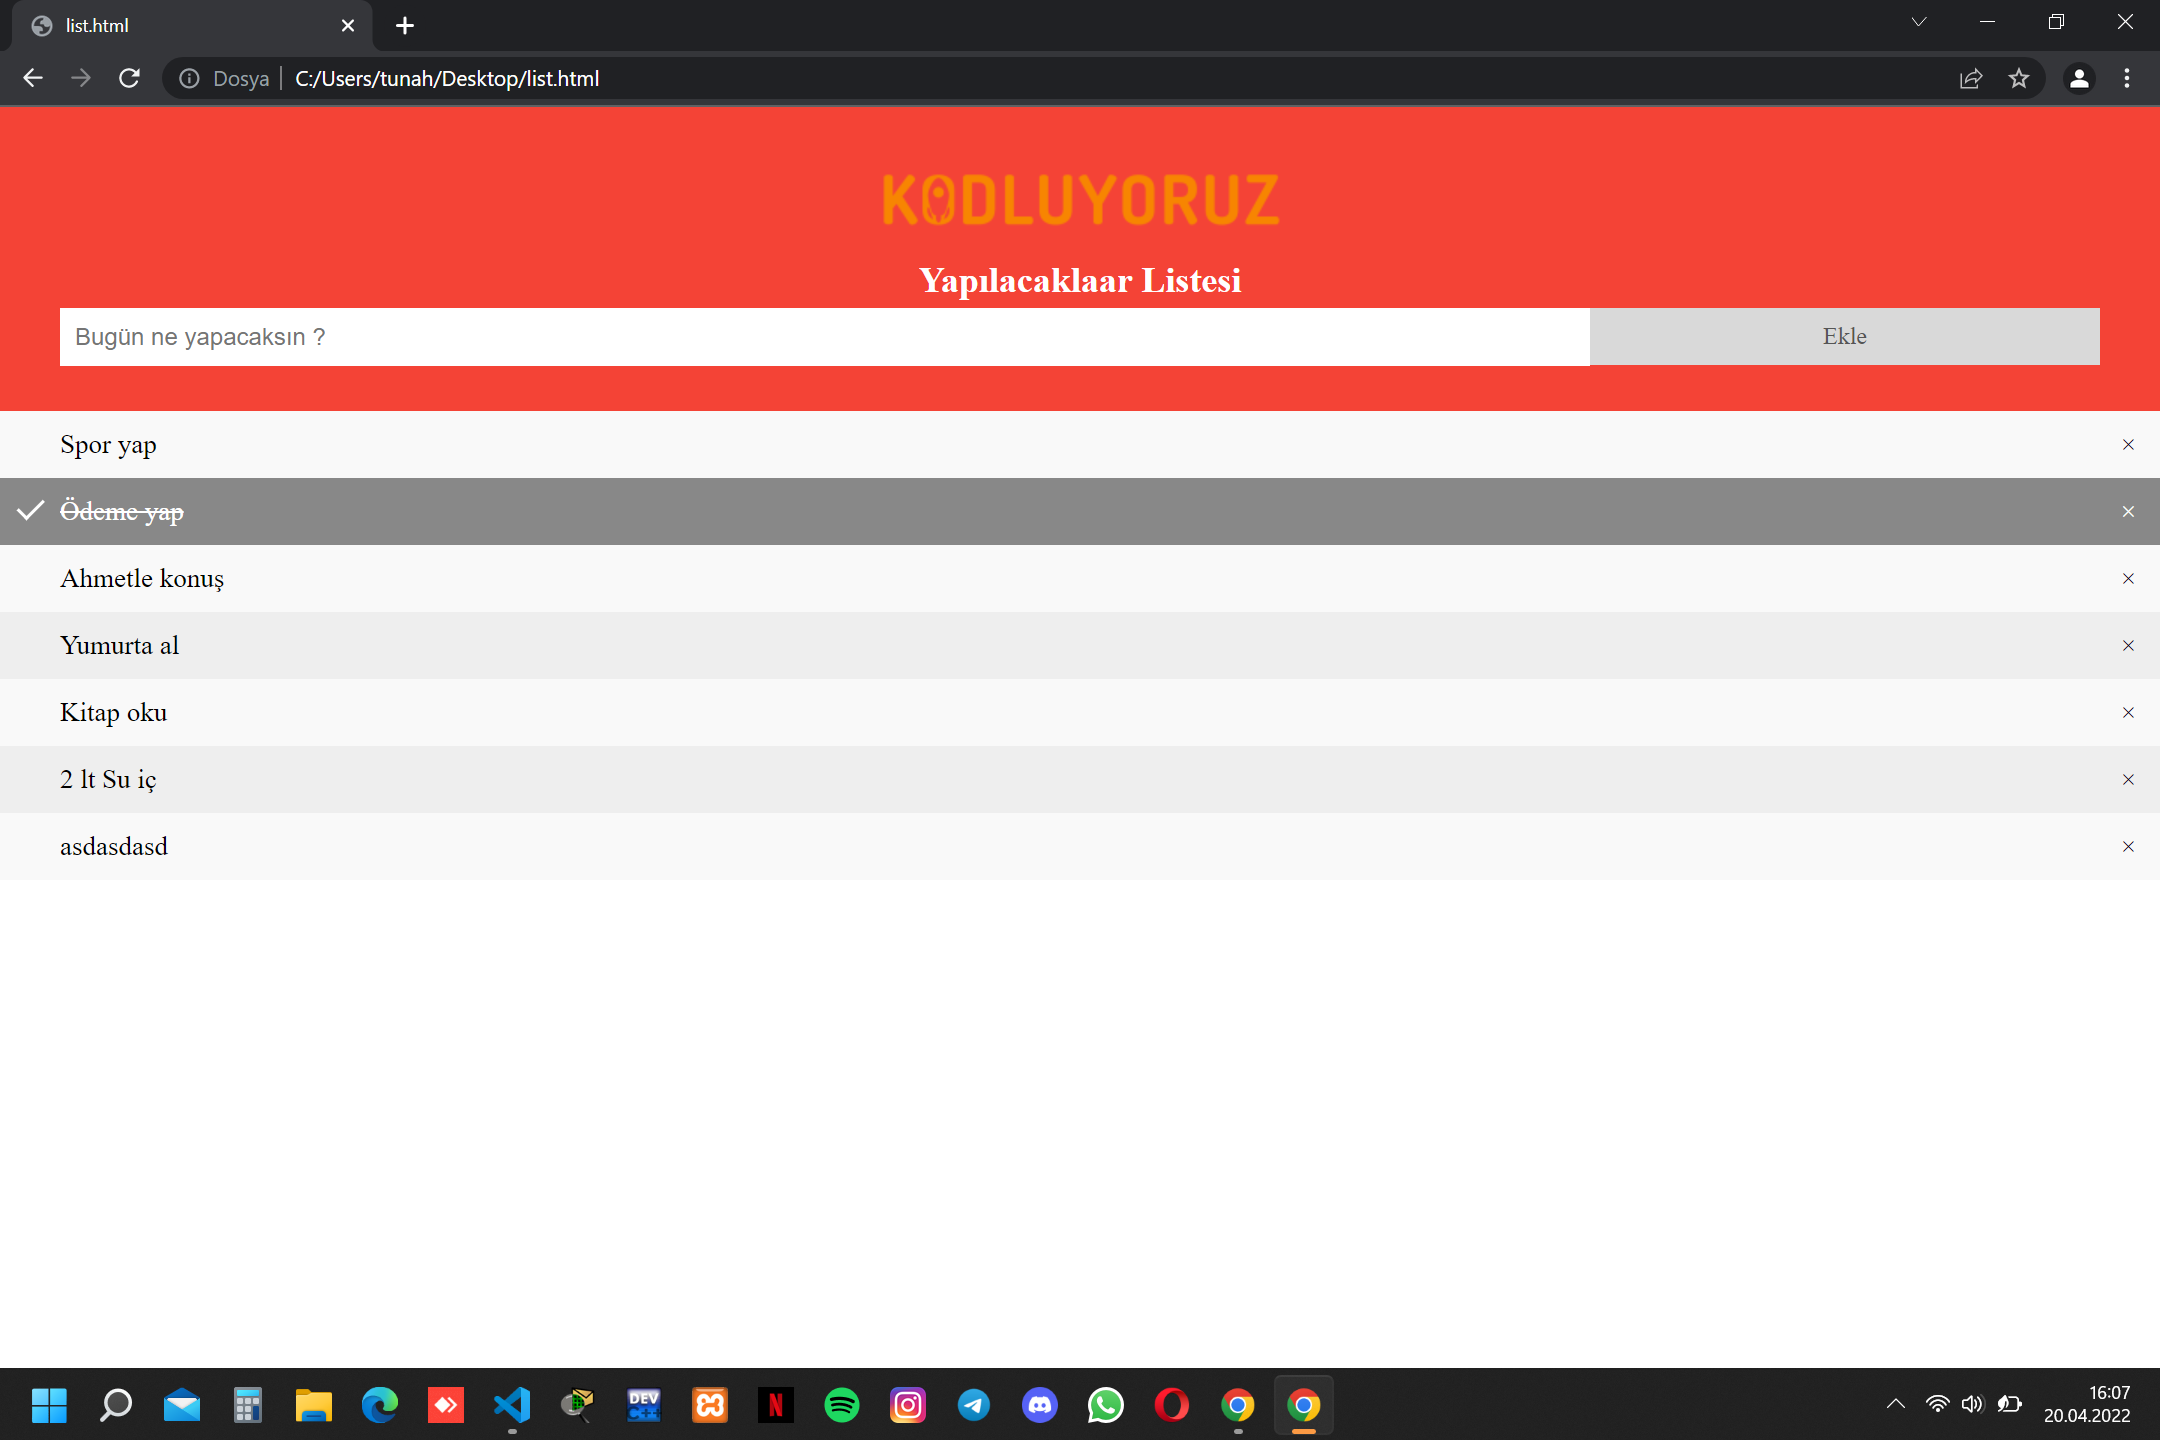 list.html
Dosya C:/Users/tunah/Desktop/list.html
KODLUYORUZ
Yapılacaklaar Listesi
Bugün ne yapacaksın ?
Ekle
Spor yap
Ödeme yap
Ahmetle konuş
Yumurta al
Kitap oku
2 lt Su iç
asdasdasd
DEV
C++
N
16:07
20.04.2022